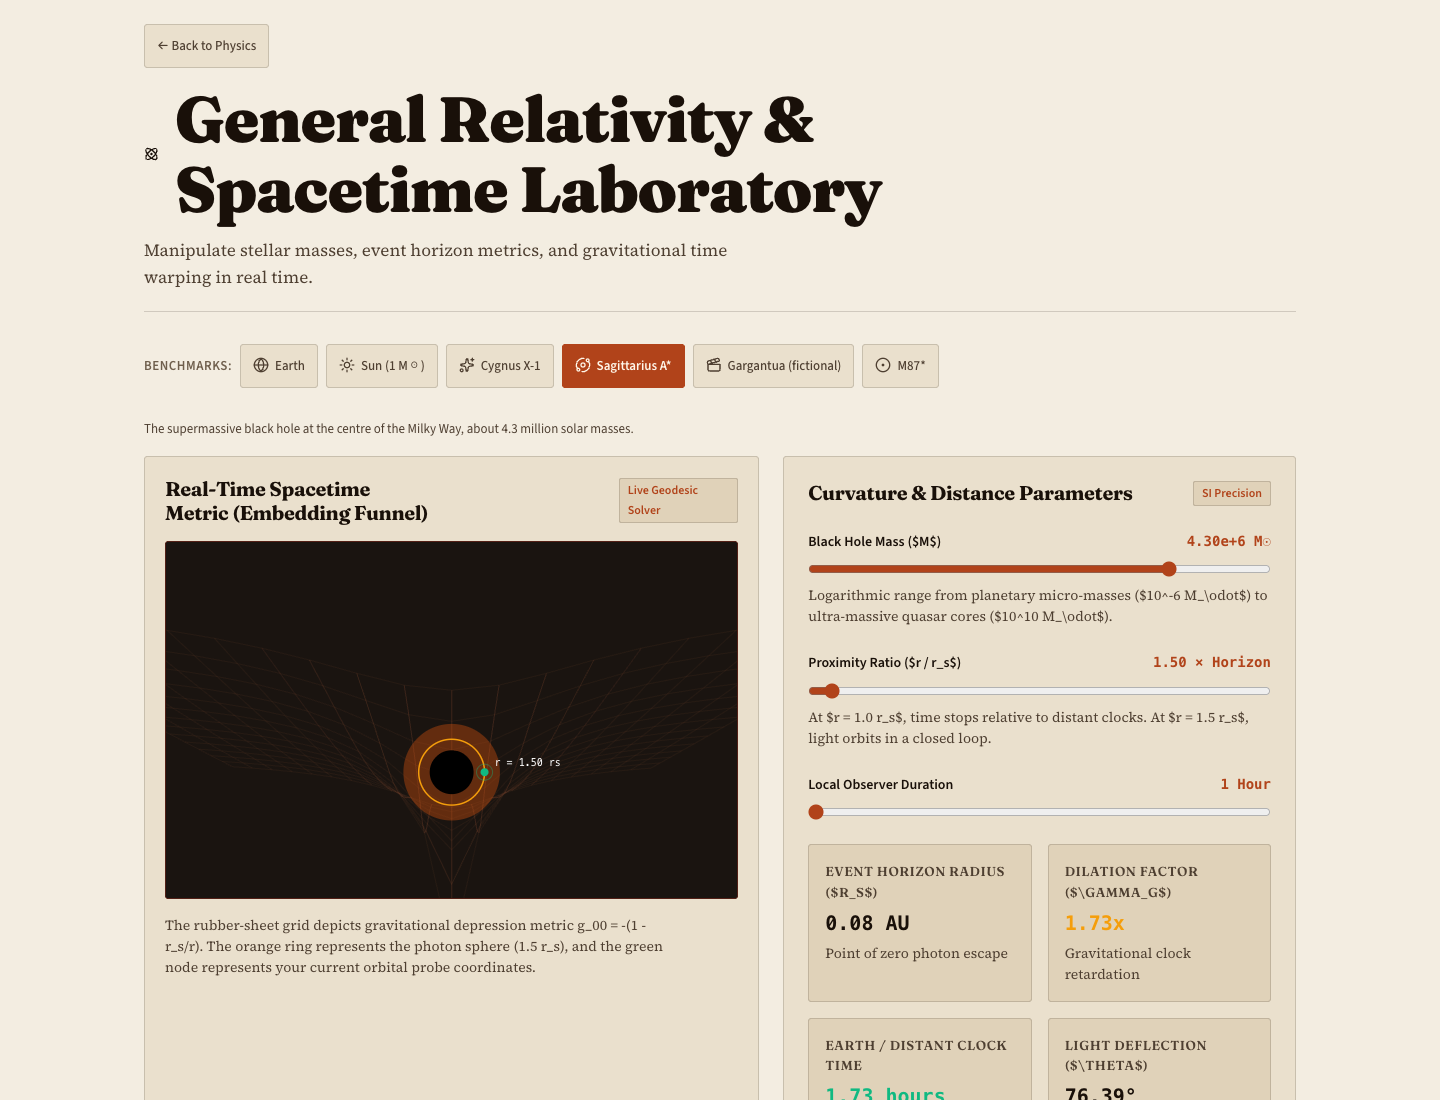 ← Back to Physics
General Relativity &
Spacetime Laboratory
Manipulate stellar masses, event horizon metrics, and gravitational time
warping in real time.
BENCHMARKS:
Earth
Sun (1 M☉)
Cygnus X-1
Sagittarius A*
Gargantua (fictional)
M87*
The supermassive black hole at the centre of the Milky Way, about 4.3 million solar masses.
Real-Time Spacetime
Metric (Embedding Funnel)
Live Geodesic
Solver
r = 1.50 rs
The rubber-sheet grid depicts gravitational depression metric g_00 = -(1 -
r_s/r). The orange ring represents the photon sphere (1.5 r_s), and the green
node represents your current orbital probe coordinates.
Curvature & Distance Parameters
SI Precision
Black Hole Mass ($M$)
4.30e+6 M☉
Logarithmic range from planetary micro-masses ($10^-6 M_\odot$) to
ultra-massive quasar cores ($10^10 M_\odot$).
Proximity Ratio ($r / r_s$)
1.50 × Horizon
At $r = 1.0 r_s$, time stops relative to distant clocks. At $r = 1.5 r_s$,
light orbits in a closed loop.
Local Observer Duration
1 Hour
EVENT HORIZON RADIUS
($R_S$)
0.08 AU
Point of zero photon escape
DILATION FACTOR
($\GAMMA_G$)
1.73x
Gravitational clock
retardation
EARTH / DISTANT CLOCK
TIME
1.73 hours
LIGHT DEFLECTION
($\THETA$)
76.39°